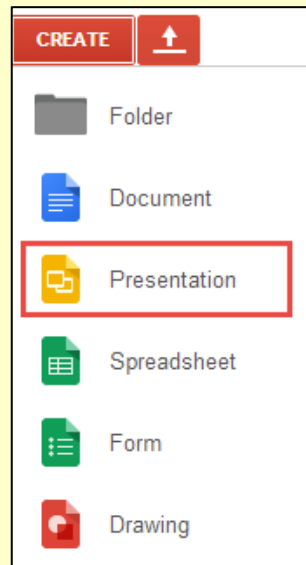 CREATE
Folder
Document
Presentation
Spreadsheet
Form
Drawing